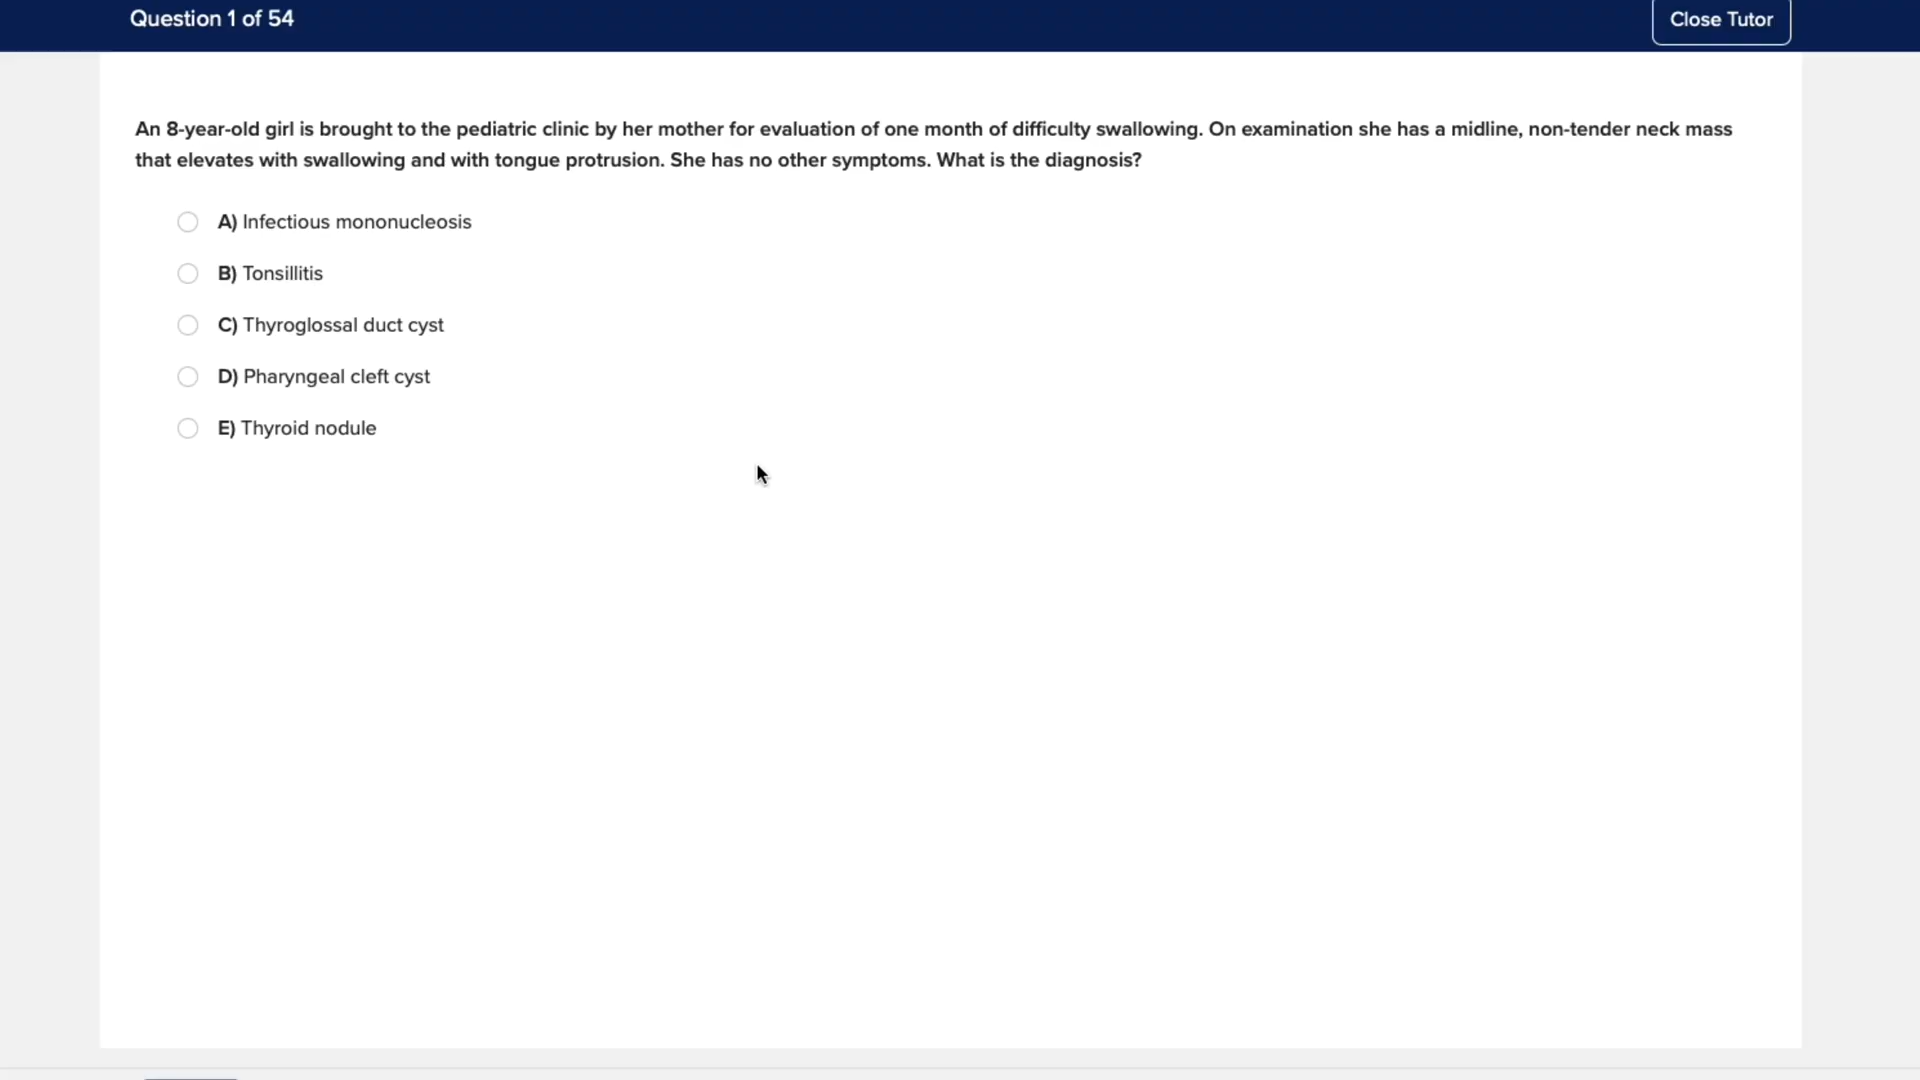 Question 1 of 54
Close Tutor
An 8-year-old girl is brought to the pediatric clinic by her mother for evaluation of one month of difficulty swallowing. On examination she has a midline, non-tender neck mass
that elevates with swallowing and with tongue protrusion. She has no other symptoms. What is the diagnosis?
A) Infectious mononucleosis
B) Tonsillitis
C) Thyroglossal duct cyst
D) Pharyngeal cleft cyst
E) Thyroid nodule